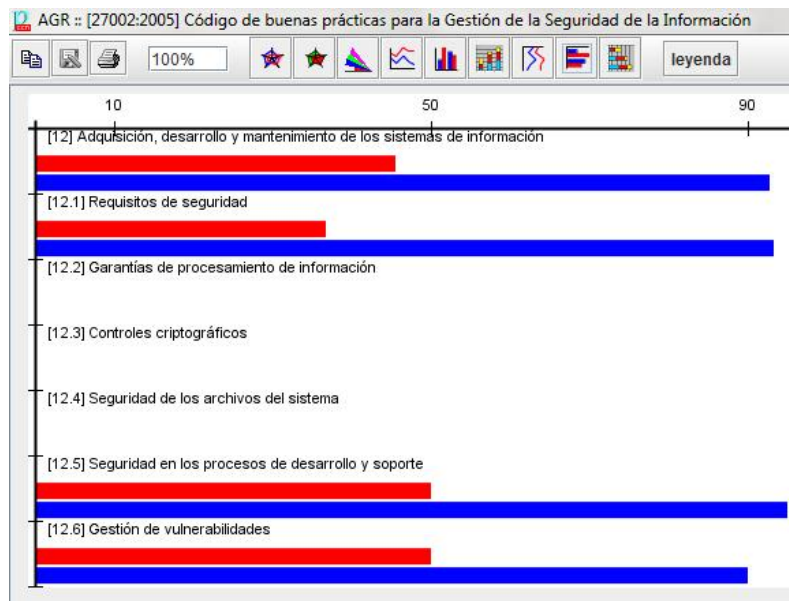 AGR :: [27002:2005] Código de buenas prácticas para la Gestión de la Seguridad de la Información
100%
leyenda
10 50 90
[12] Adquisición, desarrollo y mantenimiento de los sistemas de información
[12.1] Requisitos de seguridad
[12.2] Garantías de procesamiento de información
[12.3] Controles criptográficos
[12.4] Seguridad de los archivos del sistema
[12.5] Seguridad en los procesos de desarrollo y soporte
[12.6] Gestión de vulnerabilidades